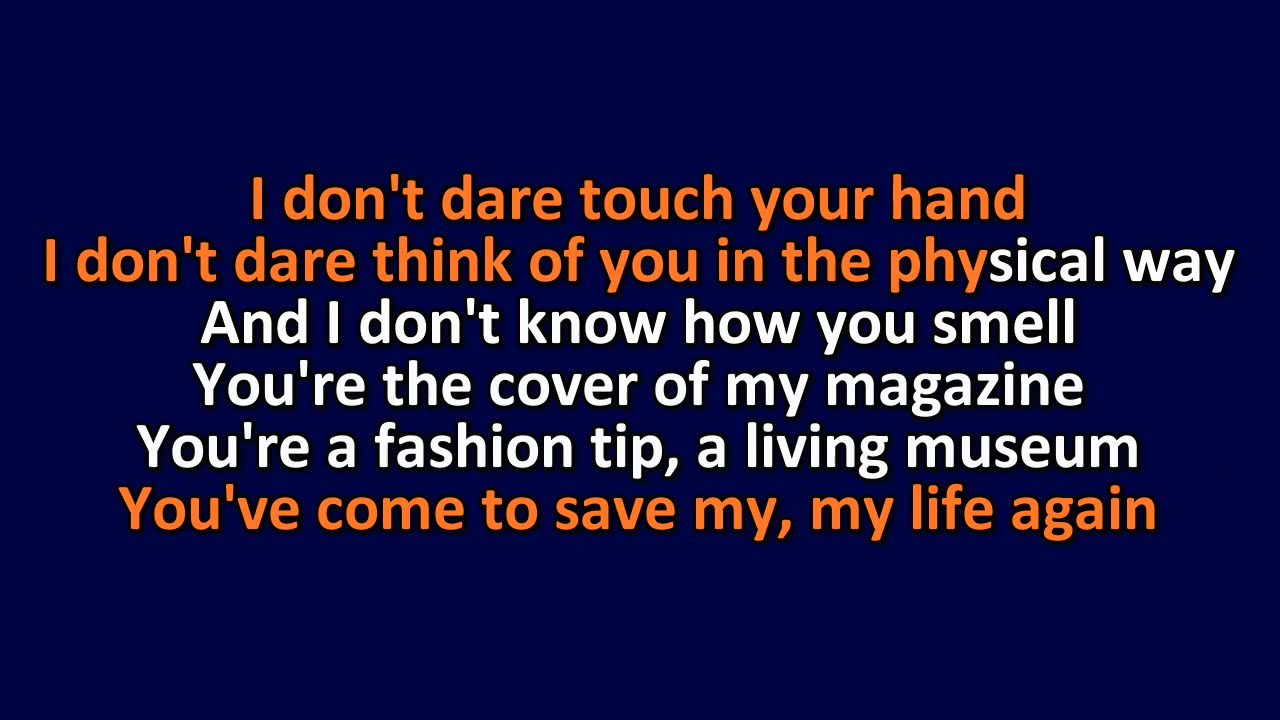 I don't dare touch your hand
I don't dare think of you in the physical way
And I don't know how you smell
You're the cover of my magazine
You're a fashion tip, a living museum
You've come to save my, my life again